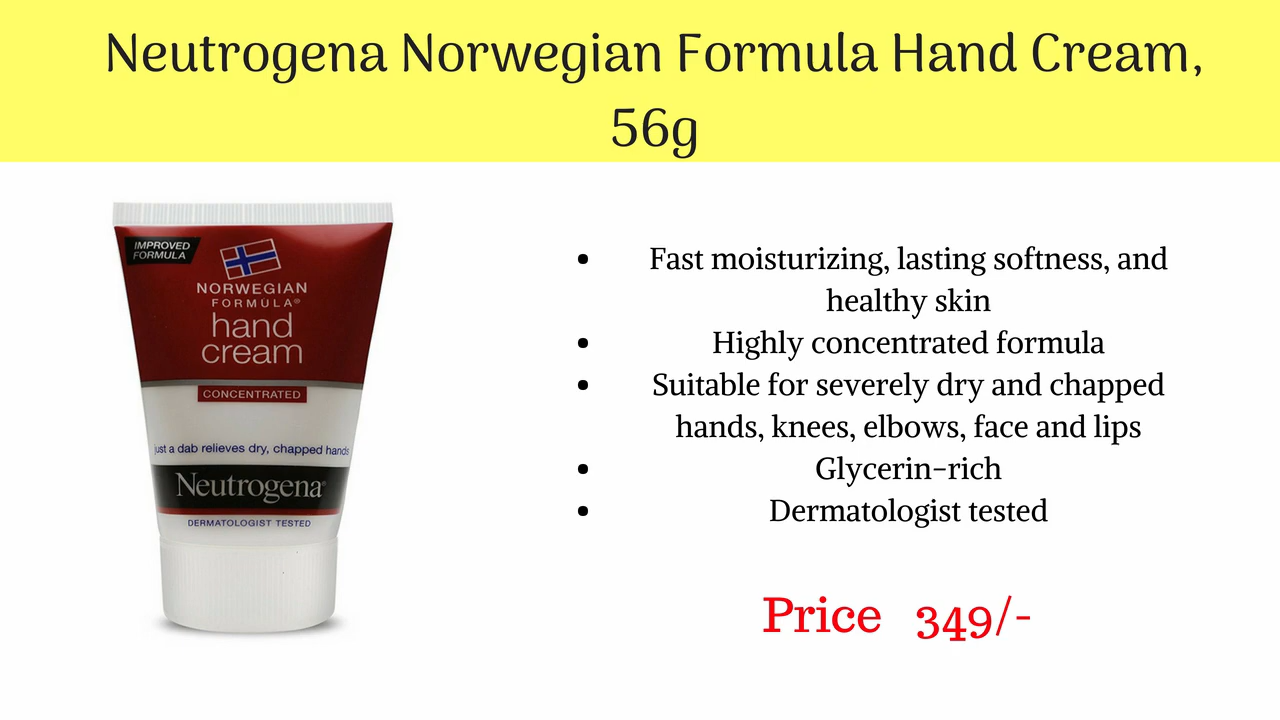 Neutrogena Norwegian Formula Hand Cream,
56g
IMPROVED
FORMULA
NORWEGIAN
FORMULA®
hand
cream
CONCENTRATED
just a dab relieves dry, chapped hands
Neutrogena®
DERMATOLOGIST TESTED
• Fast moisturizing, lasting softness, and
healthy skin
• Highly concentrated formula
• Suitable for severely dry and chapped
hands, knees, elbows, face and lips
• Glycerin-rich
• Dermatologist tested
Price 349/-